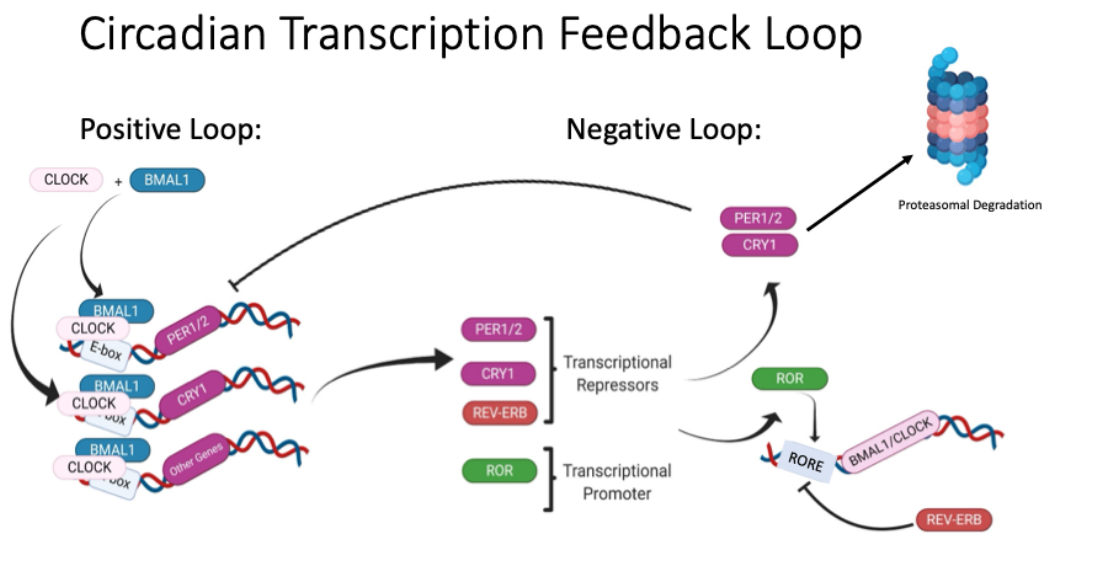 Circadian Transcription Feedback Loop
Positive Loop:
Negative Loop:
CLOCK + BMAL1
Proteasomal Degradation
PER1/2
CRY1
BMAL1
CLOCK
E-box
PER1/2
BMAL1
CLOCK
box
CRY1
BMAL1
CLOCK
box
Other Genes
PER1/2
CRY1
REV-ERB
Transcriptional
Repressors
ROR
Transcriptional
Promoter
ROR
RORE
BMAL1/CLOCK
REV-ERB